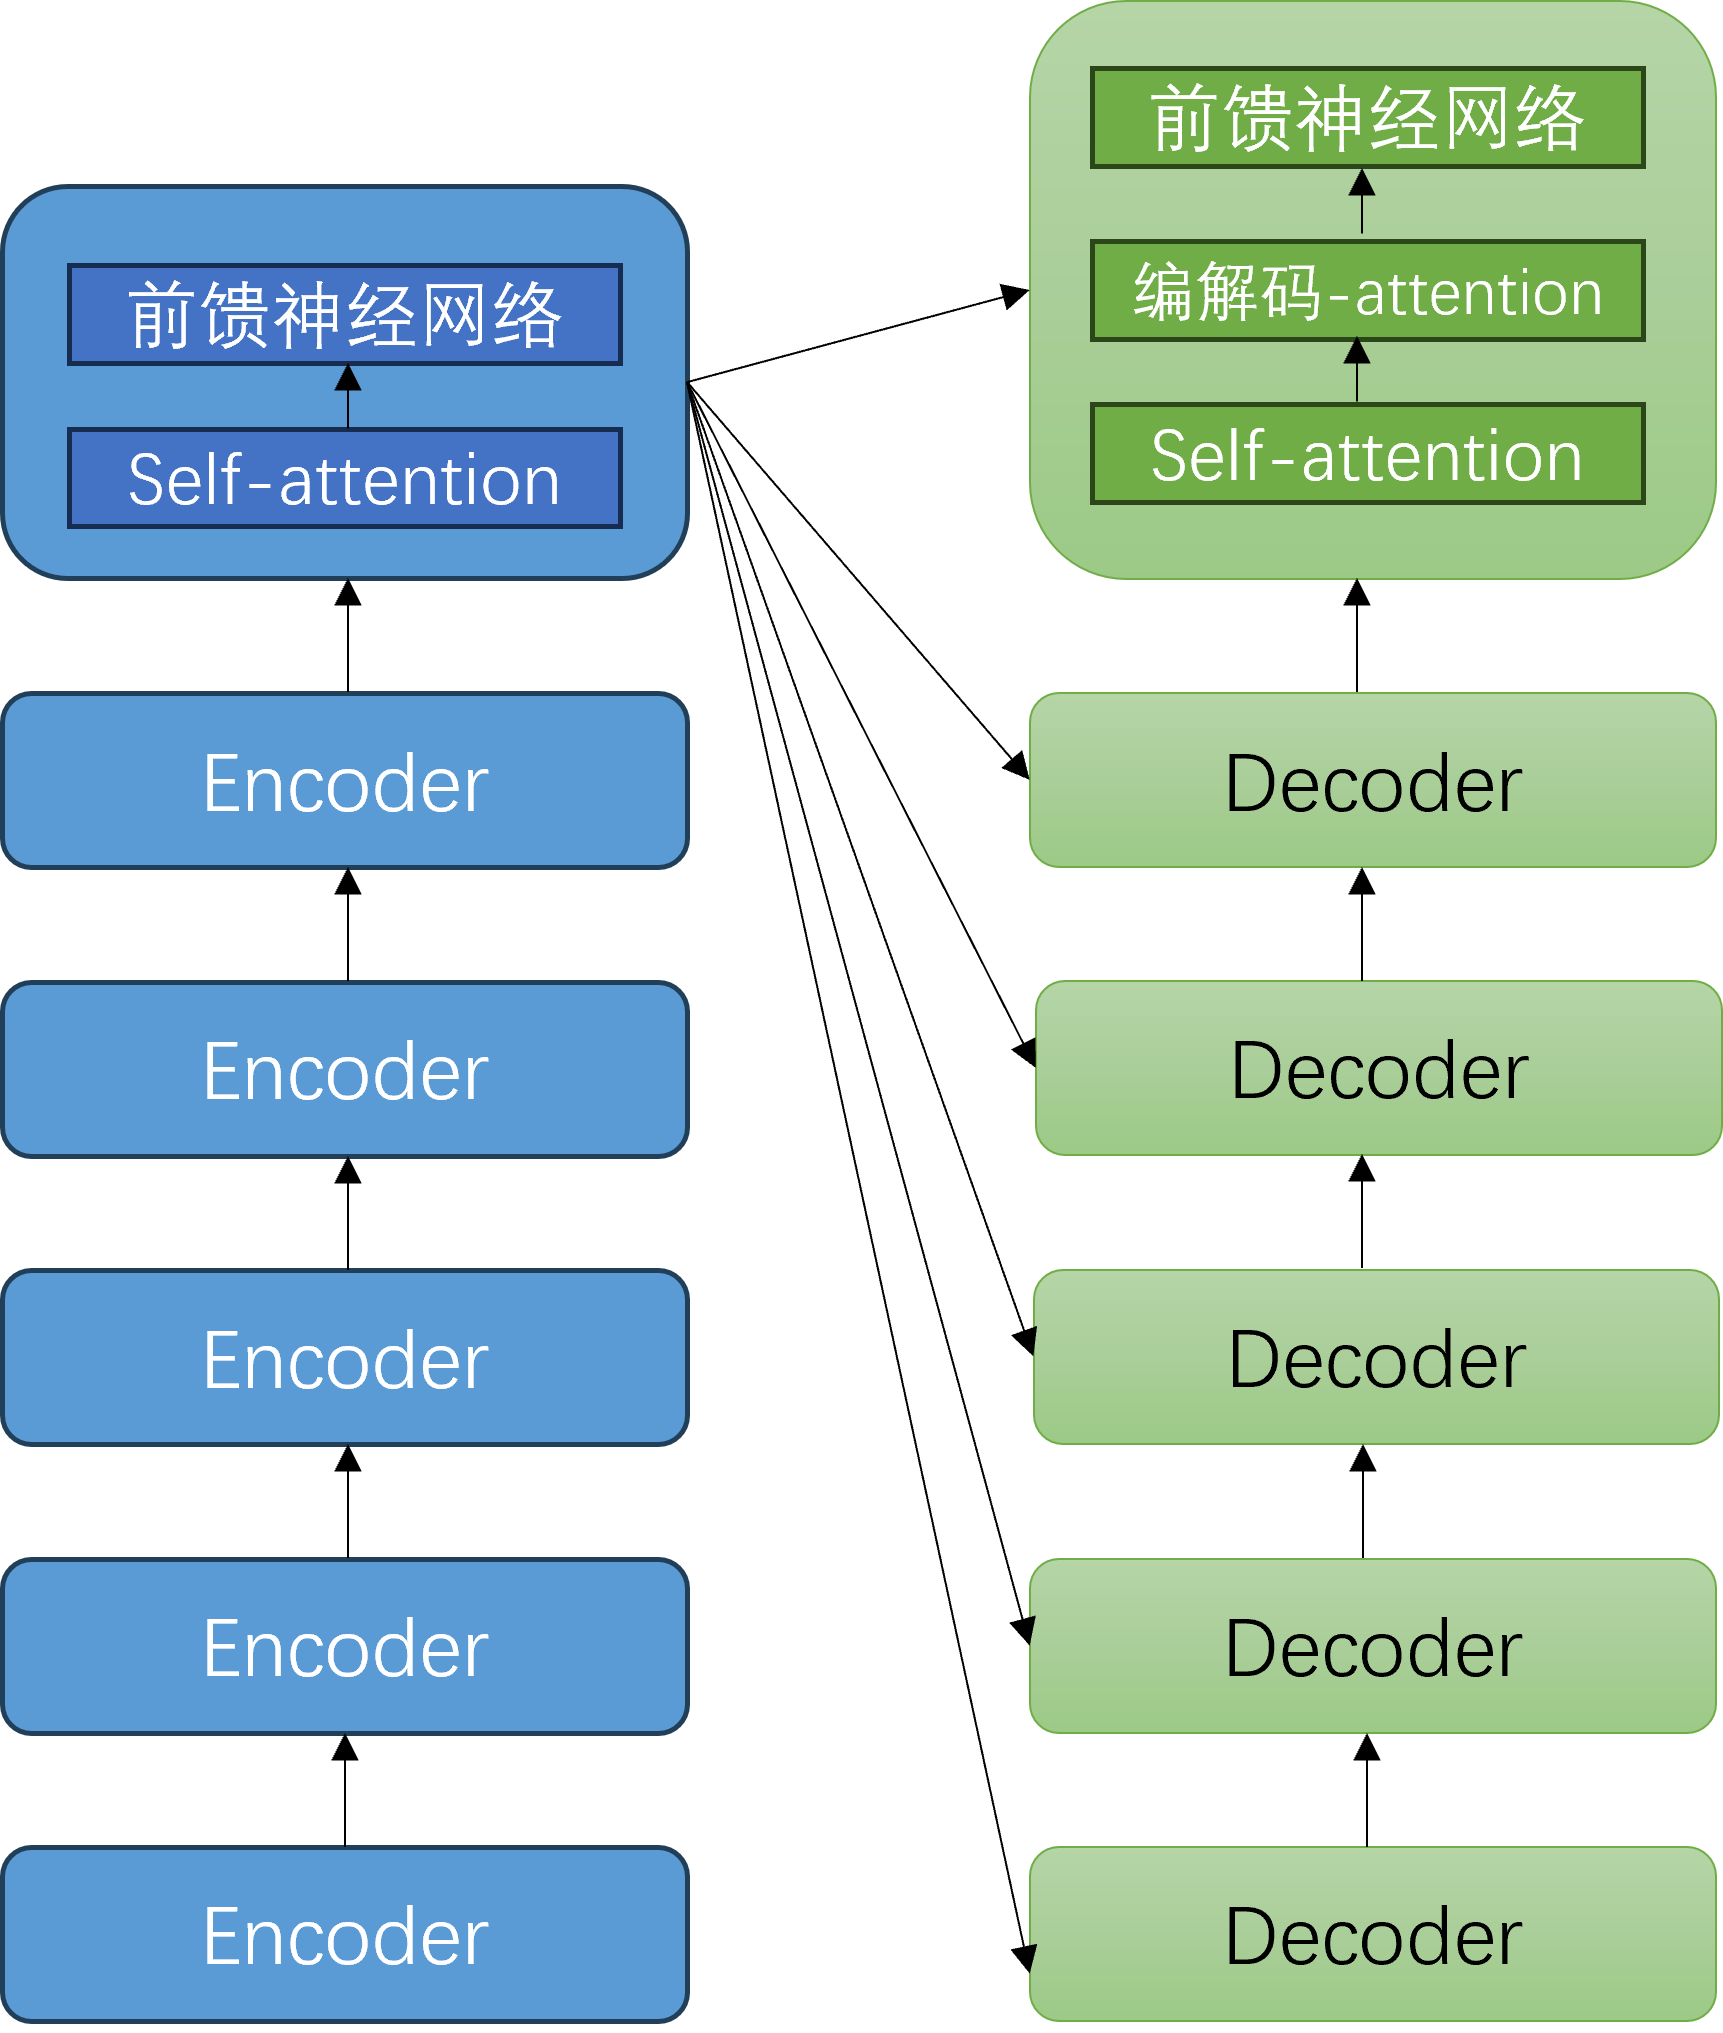 前馈神经网络
Self-attention
Encoder
Encoder
Encoder
Encoder
Encoder
前馈神经网络
编解码-attention
Self-attention
Decoder
Decoder
Decoder
Decoder
Decoder